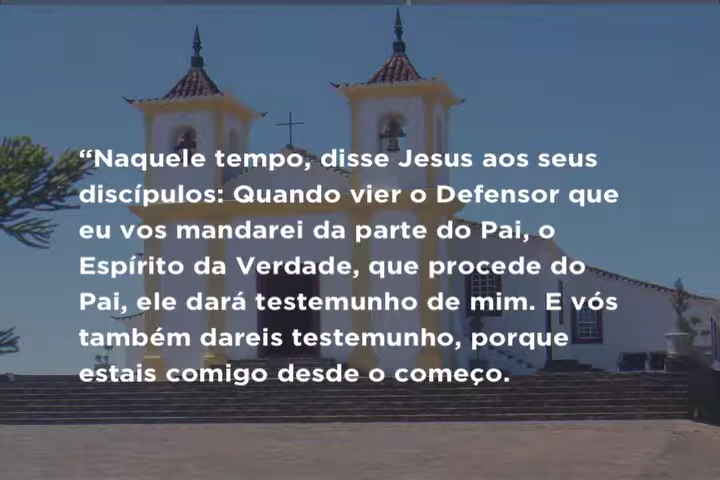 “Naquele tempo, disse Jesus aos seus
discípulos: Quando vier o Defensor que
eu vos mandarei da parte do Pai, o
Espírito da Verdade, que procede do
Pai, ele dará testemunho de mim. E vós
também dareis testemunho, porque
estais comigo desde o começo.